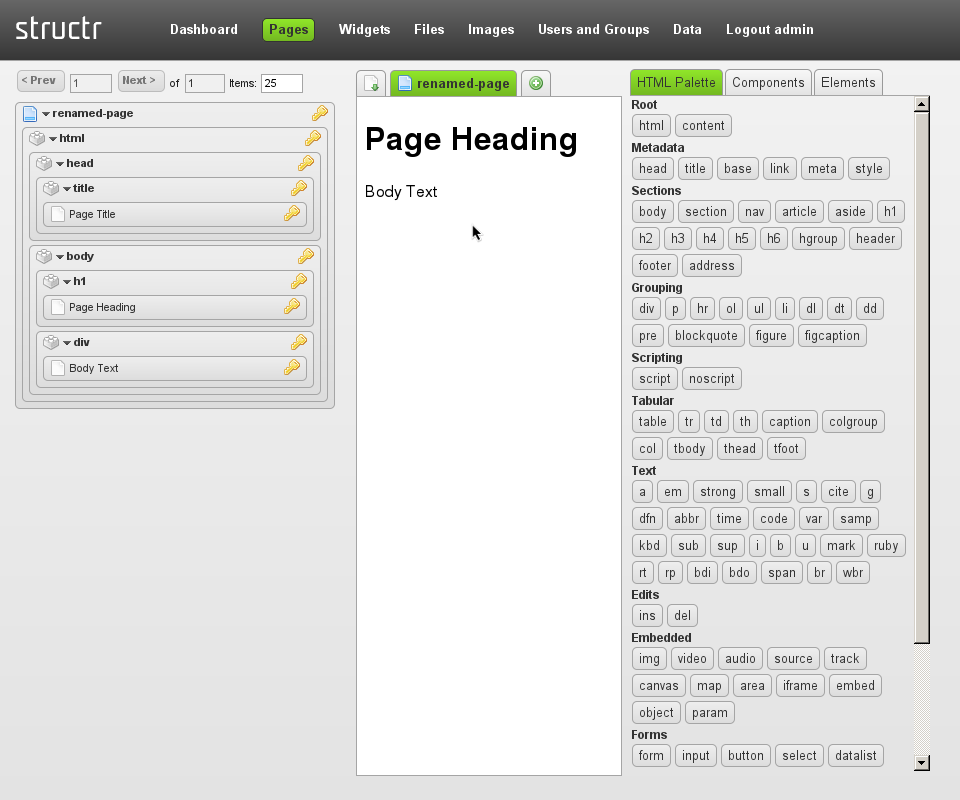 structr Dashboard Pages Widgets Files Images Users and Groups Data Logout admin
< Prev 1 Next > of 1 Items: 25
renamed-page
html
head
title
Page Title
body
h1
Page Heading
div
Body Text
renamed-page
Page Heading
Body Text
HTML Palette Components Elements
Root
html content
Metadata
head title base link meta style
Sections
body section nav article aside h1
h2 h3 h4 h5 h6 hgroup header
footer address
Grouping
div p hr ol ul li dl dt dd
pre blockquote figure figcaption
Scripting
script noscript
Tabular
table tr td th caption colgroup
col tbody thead tfoot
Text
a em strong small s cite g
dfn abbr time code var samp
kbd sub sup i b u mark ruby
rt rp bdi bdo span br wbr
Edits
ins del
Embedded
img video audio source track
canvas map area iframe embed
object param
Forms
form input button select datalist